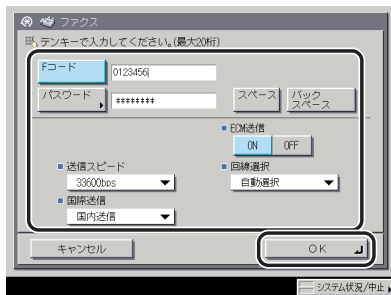 ファクス
テンキーで入力してください。(最大20桁)
Fコード
0123456
パスワード
********
スペース
バック
スペース
ECM送信
ON
OFF
送信スピード
33600bps
回線選択
自動選択
国際送信
国内送信
キャンセル
OK
システム状況/中止